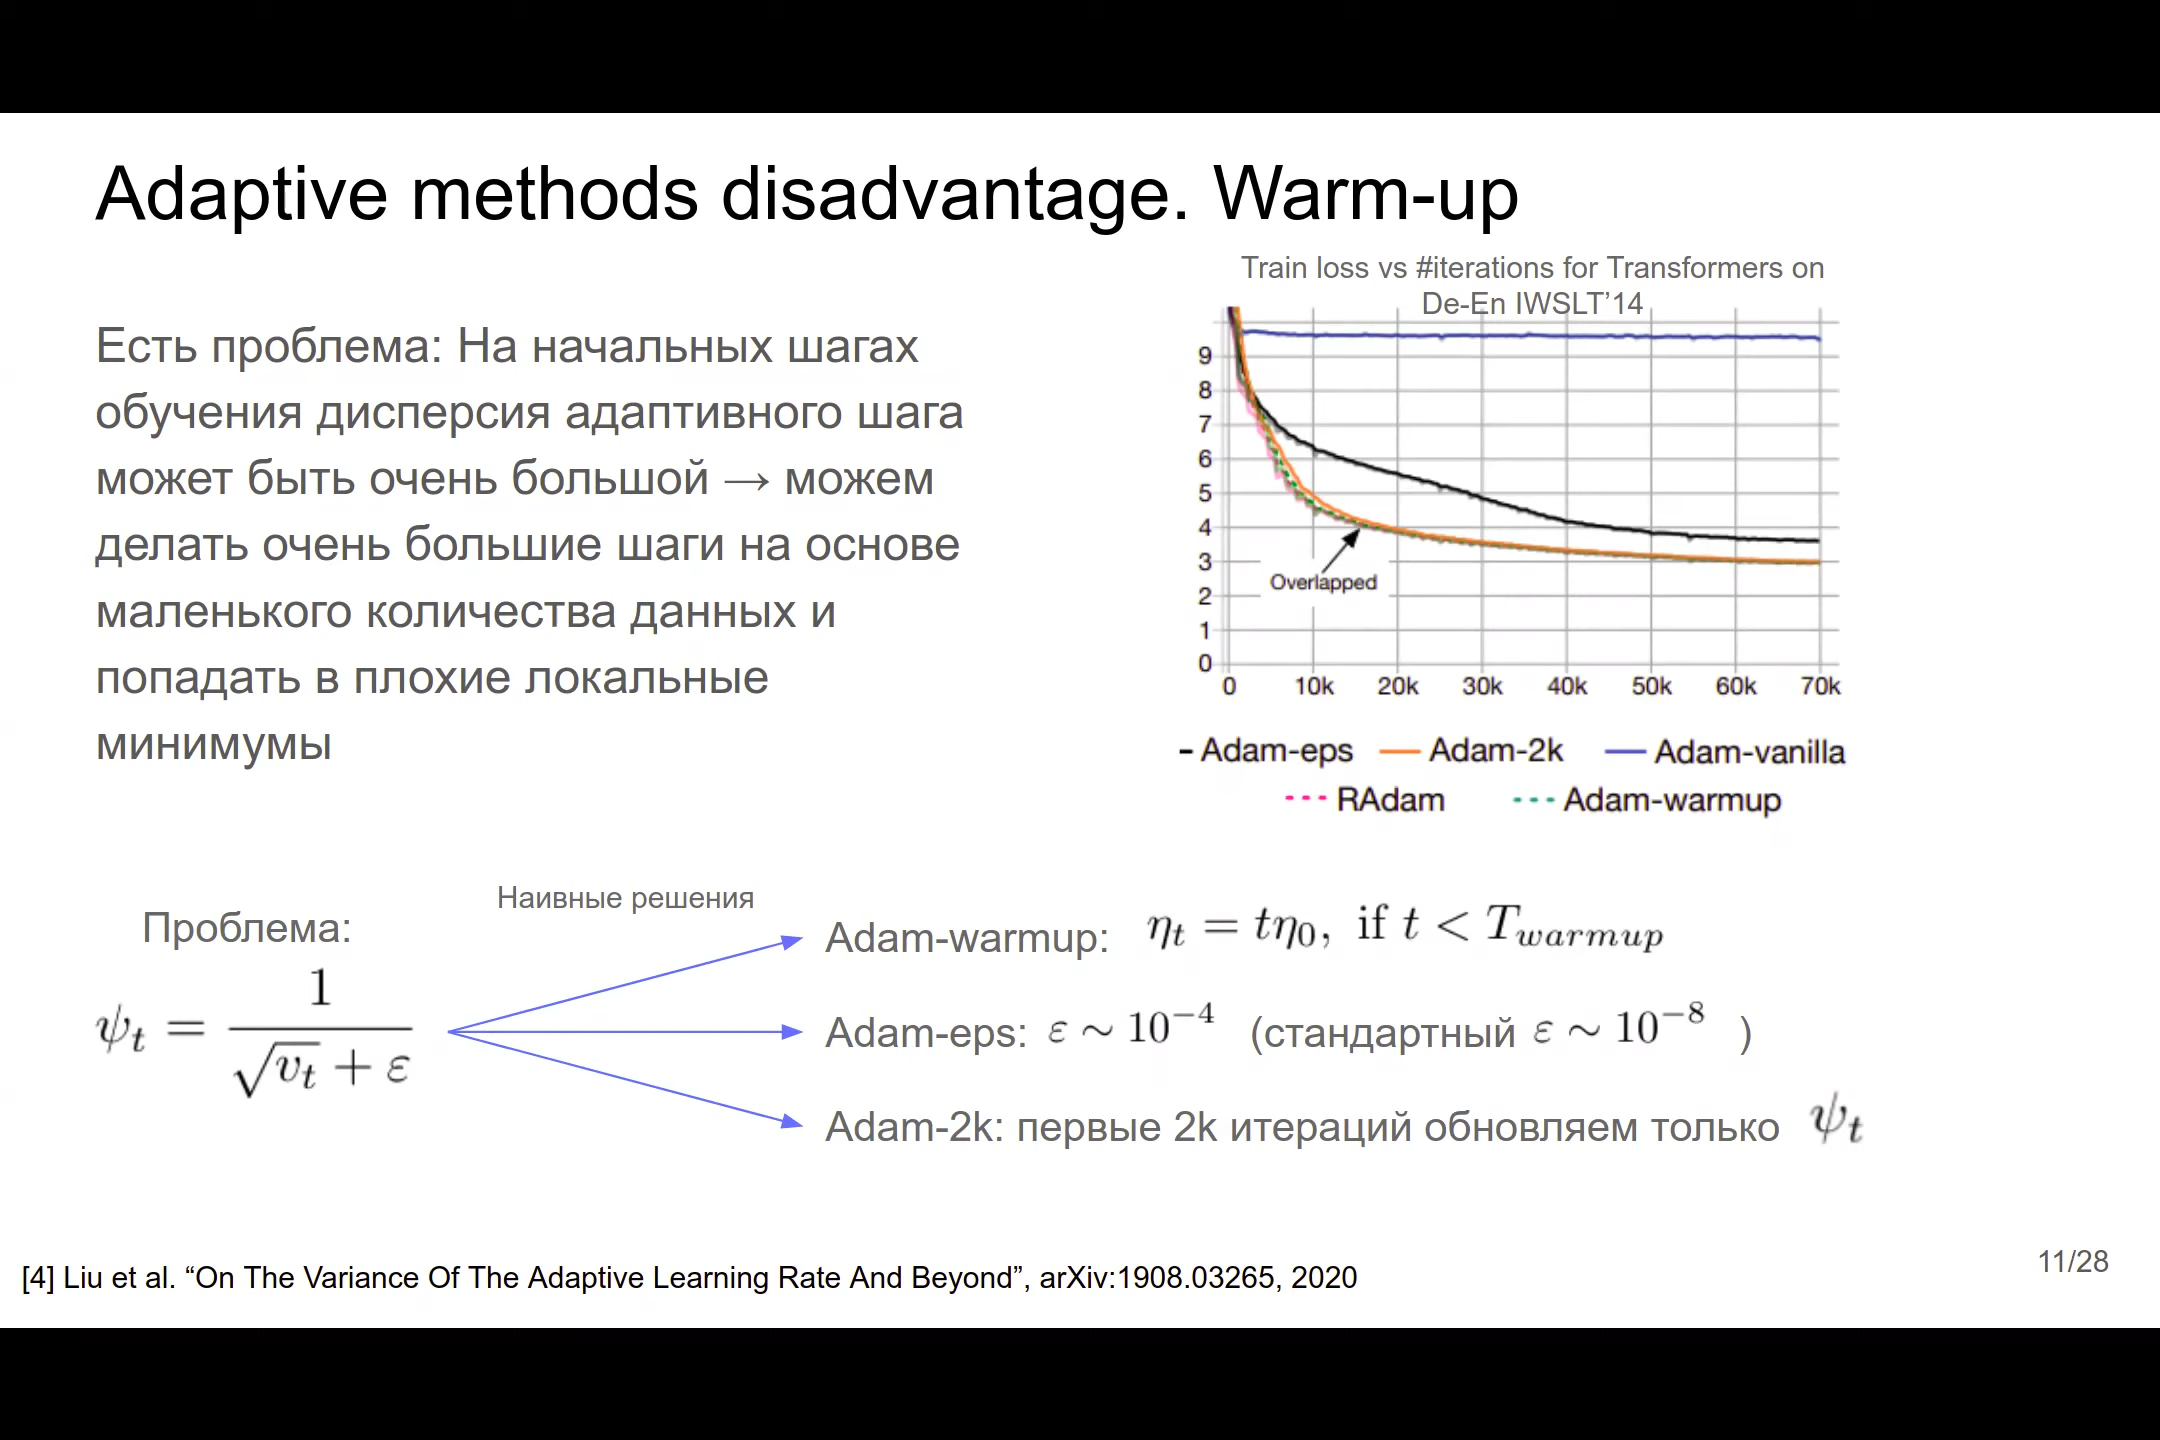 Adaptive methods disadvantage. Warm-up
Есть проблема: На начальных шагах
обучения дисперсия адаптивного шага
может быть очень большой → можем
делать очень большие шаги на основе
маленького количества данных и
попадать в плохие локальные
минимумы
Train loss vs #iterations for Transformers on
De-En IWSLT’14
9
8
7
6
5
4
3
2
1
0
Overlapped
0 10k 20k 30k 40k 50k 60k 70k
Adam-eps Adam-2k Adam-vanilla
RAdam Adam-warmup
Проблема:
ψ_t = 1 / (√v_t + ε)
Наивные решения
Adam-warmup: η_t = tη_0, if t < T_warmup
Adam-eps: ε ∼ 10^−4 (стандартный ε ∼ 10^−8 )
Adam-2k: первые 2k итераций обновляем только ψ_t
[4] Liu et al. “On The Variance Of The Adaptive Learning Rate And Beyond”, arXiv:1908.03265, 2020
11/28